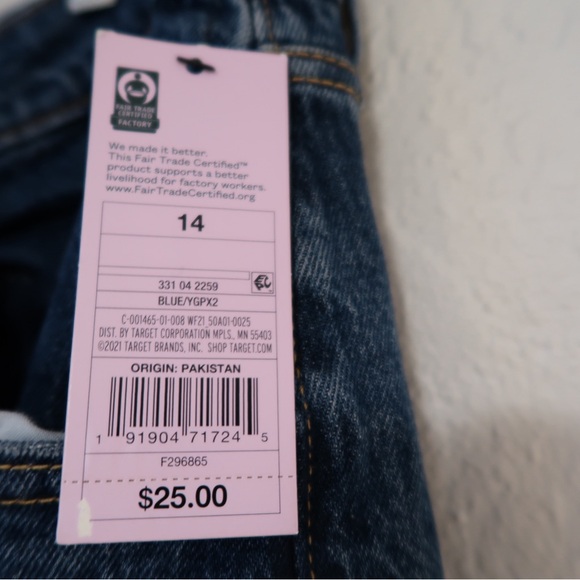 FAIR TRADE
CERTIFIED
FACTORY
We made it better.
This Fair Trade Certified™
product supports a better
livelihood for factory workers.
www.FairTradeCertified.org
14
331 04 2259
BLUE/YGPX2
C-001465-01-008 WF21_50A01-0025
DIST. BY TARGET CORPORATION MPLS., MN 55403
©2021 TARGET BRANDS, INC. SHOP TARGET.COM
ORIGIN: PAKISTAN
1 91904 71724 5
F296865
$25.00